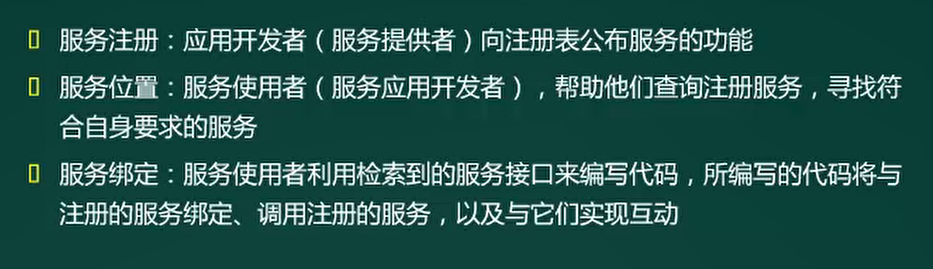 服务注册：应用开发者（服务提供者）向注册表公布服务的功能
服务位置：服务使用者（服务应用开发者），帮助他们查询注册服务，寻找符
合自身要求的服务
服务绑定：服务使用者利用检索到的服务接口来编写代码，所编写的代码将与
注册的服务绑定、调用注册的服务，以及与它们实现互动